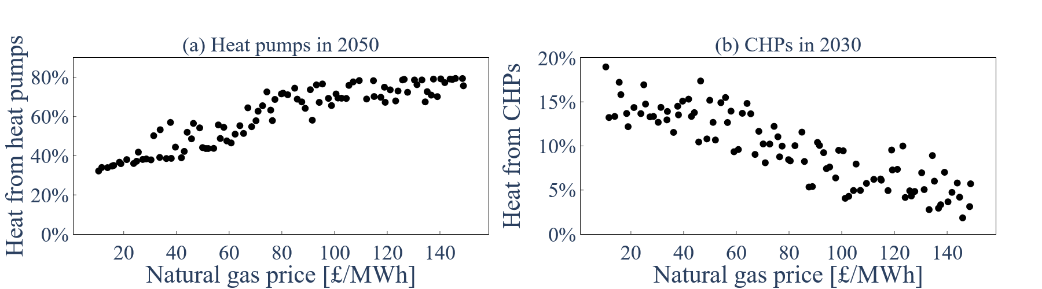 (a) Heat pumps in 2050
Heat from heat pumps
80%
60%
40%
20%
0%
20 40 60 80 100 120 140
Natural gas price [£/MWh]
(b) CHPs in 2030
Heat from CHPs
20%
15%
10%
5%
0%
20 40 60 80 100 120 140
Natural gas price [£/MWh]